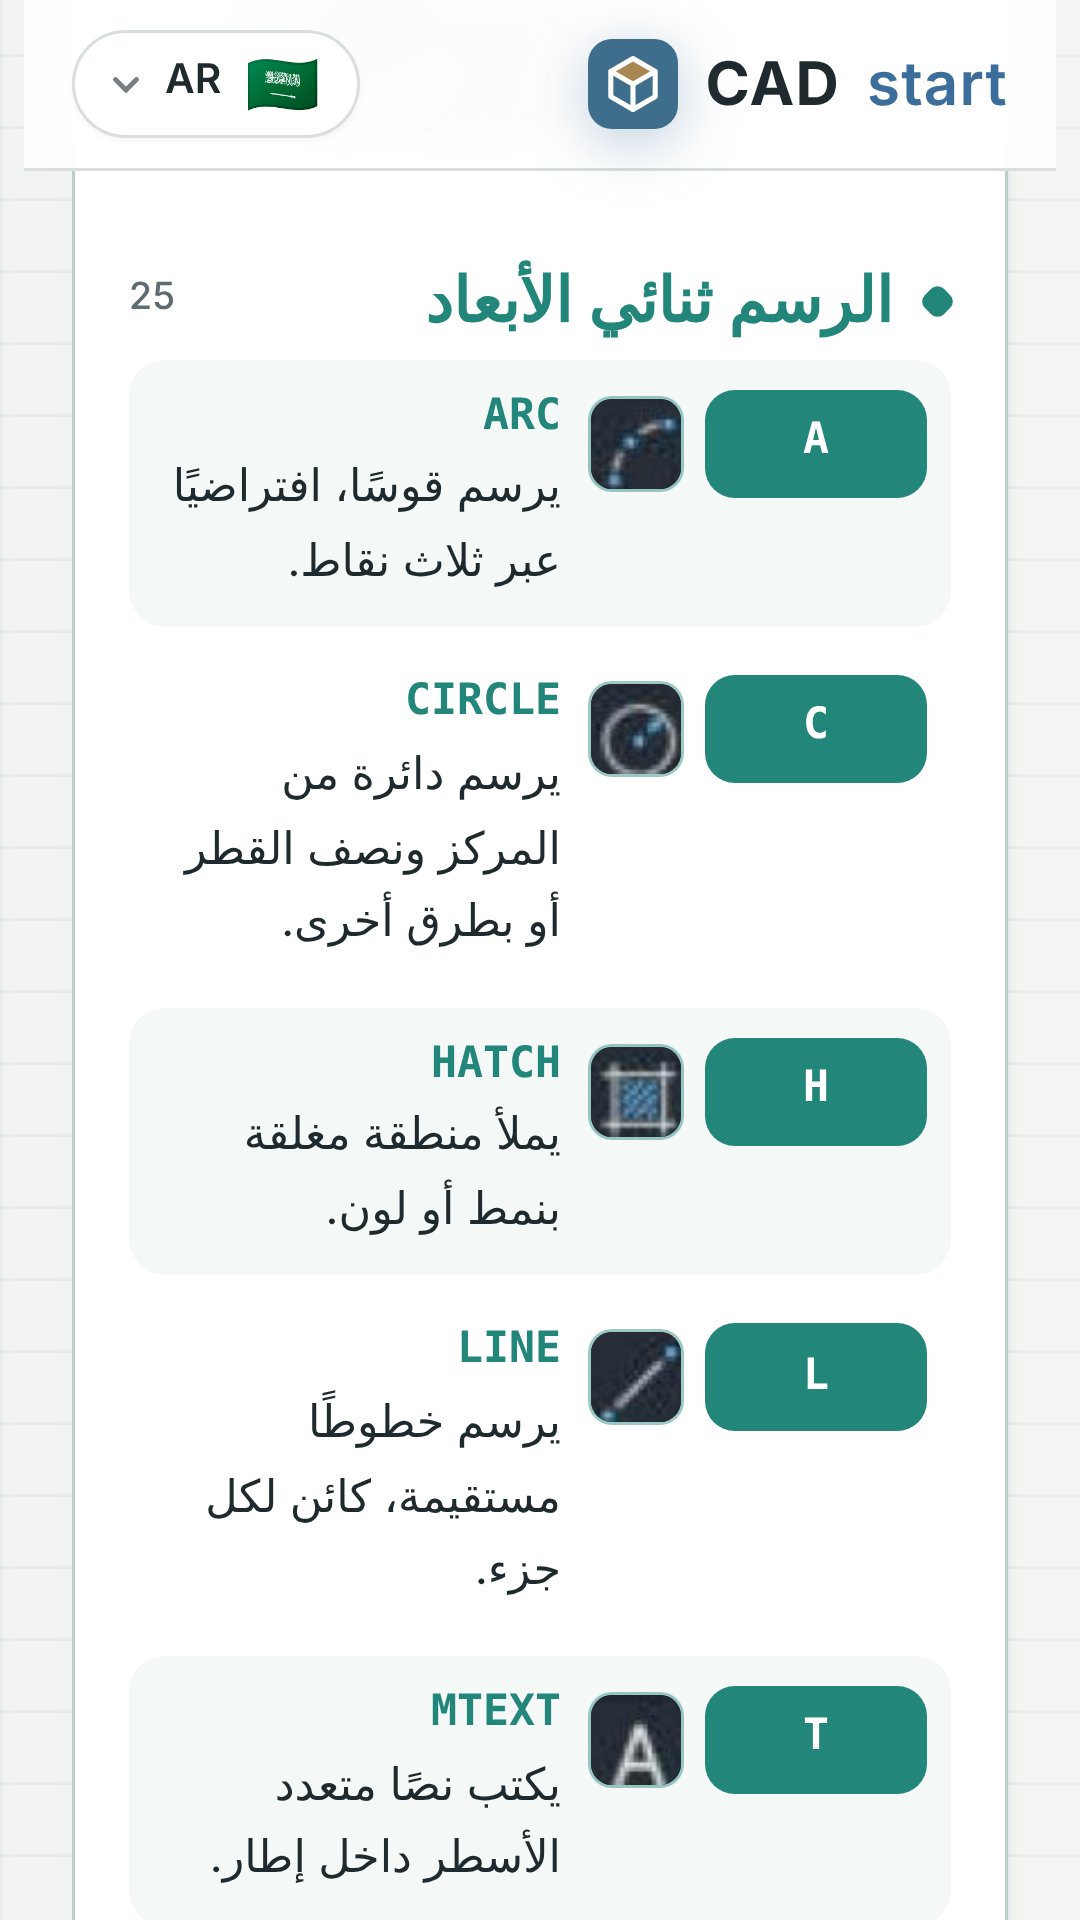 CAD start
AR
الرسم ثنائي الأبعاد
25
A
ARC
يرسم قوسًا، افتراضيًا
عبر ثلاث نقاط.
C
CIRCLE
يرسم دائرة من
المركز ونصف القطر
أو بطرق أخرى.
H
HATCH
يملأ منطقة مغلقة
بنمط أو لون.
L
LINE
يرسم خطوطًا
مستقيمة، كائن لكل
جزء.
T
A
MTEXT
يكتب نصًا متعدد
الأسطر داخل إطار.